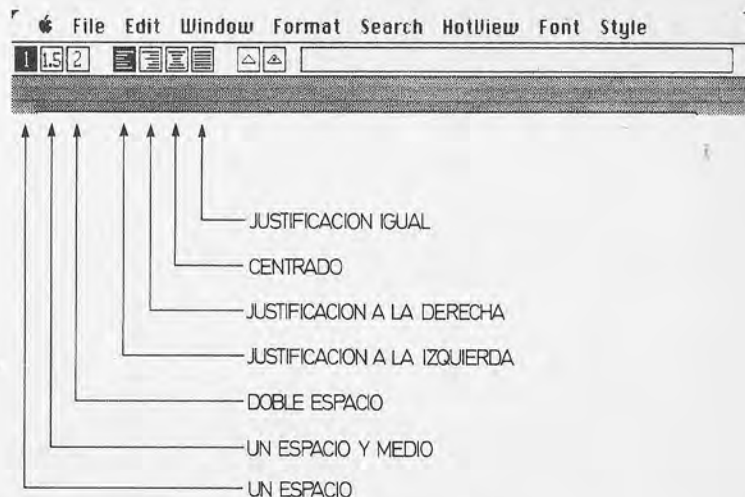 File Edit Window Format Search HotView Font Style
1 1.5 2
JUSTIFICACION IGUAL
CENTRADO
JUSTIFICACION A LA DERECHA
JUSTIFICACION A LA IZQUIERDA
DOBLE ESPACIO
UN ESPACIO Y MEDIO
UN ESPACIO